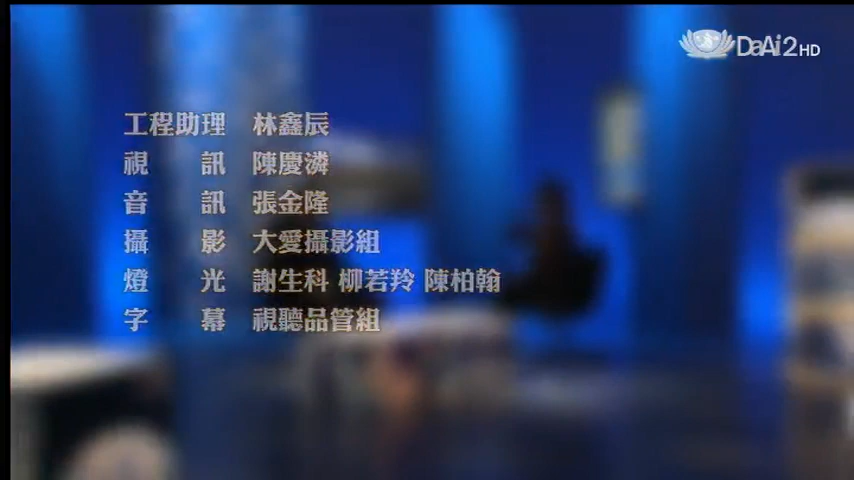 DaAi2HD
工程助理 林鑫辰
視訊 陳慶潾
音訊 張金隆
攝影 大愛攝影組
燈光 謝生科 柳若羚 陳柏翰
字幕 視聽品管組